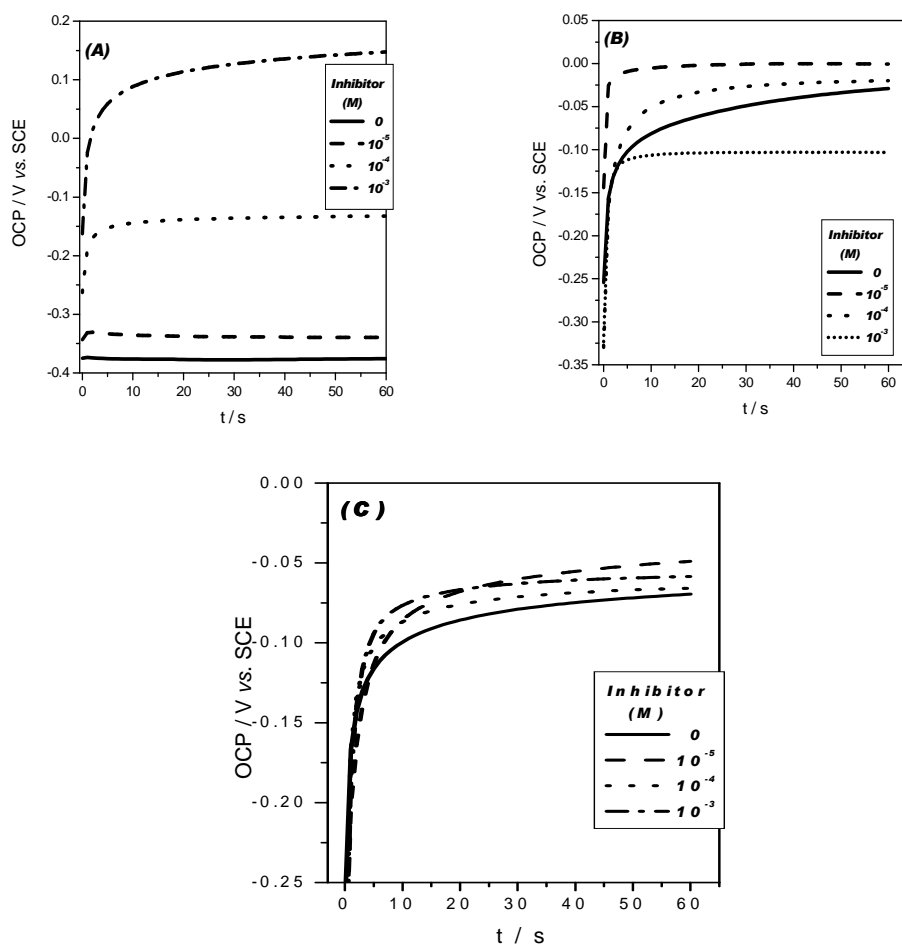 (A)
OCP / V vs. SCE
0.2
0.1
0.0
-0.1
-0.2
-0.3
-0.4
0 10 20 30 40 50 60
t / s
Inhibitor
(M)
0
10⁻⁵
10⁻⁴
10⁻³
(B)
OCP / V vs. SCE
0.05
0.00
-0.05
-0.10
-0.15
-0.20
-0.25
-0.30
-0.35
0 10 20 30 40 50 60
t / s
Inhibitor
(M)
0
10⁻⁵
10⁻⁴
10⁻³
(C)
OCP / V vs. SCE
0.00
-0.05
-0.10
-0.15
-0.20
-0.25
0 10 20 30 40 50 60
t / s
Inhibitor
(M)
0
10⁻⁵
10⁻⁴
10⁻³